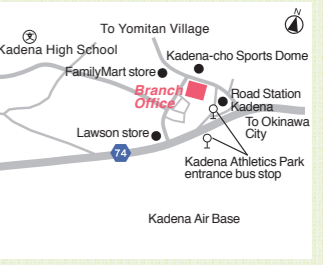 To Yomitan Village
N
文
Kadena High School
Kadena-cho Sports Dome
FamilyMart store
Branch
Office
Road Station
Kadena
To Okinawa
City
Lawson store
74
Kadena Athletics Park
entrance bus stop
Kadena Air Base